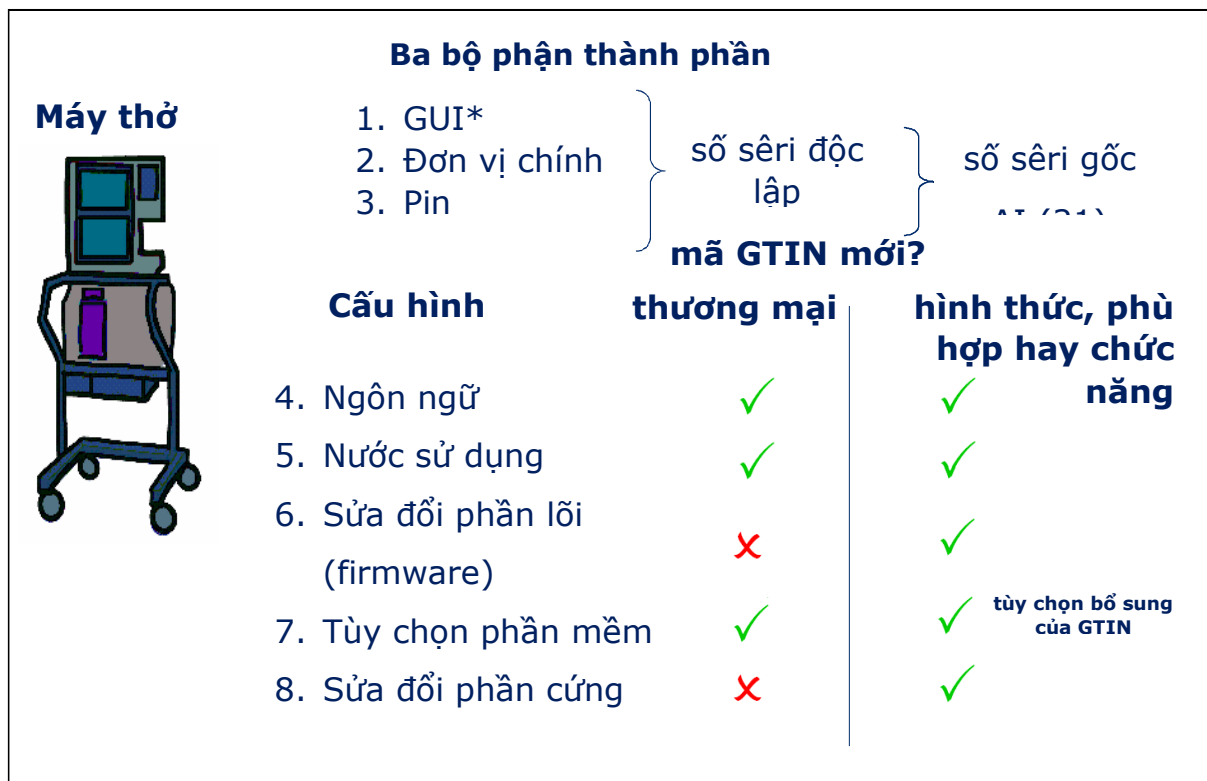 Ba bộ phận thành phần
Máy thở
1. GUI*
2. Đơn vị chính
3. Pin
số sêri độc
lập
số sêri gốc
mã GTIN mới?
Cấu hình
thương mại
hình thức, phù
hợp hay chức
năng
4. Ngôn ngữ
5. Nước sử dụng
6. Sửa đổi phần lõi
(firmware)
7. Tùy chọn phần mềm
tùy chọn bổ sung
của GTIN
8. Sửa đổi phần cứng